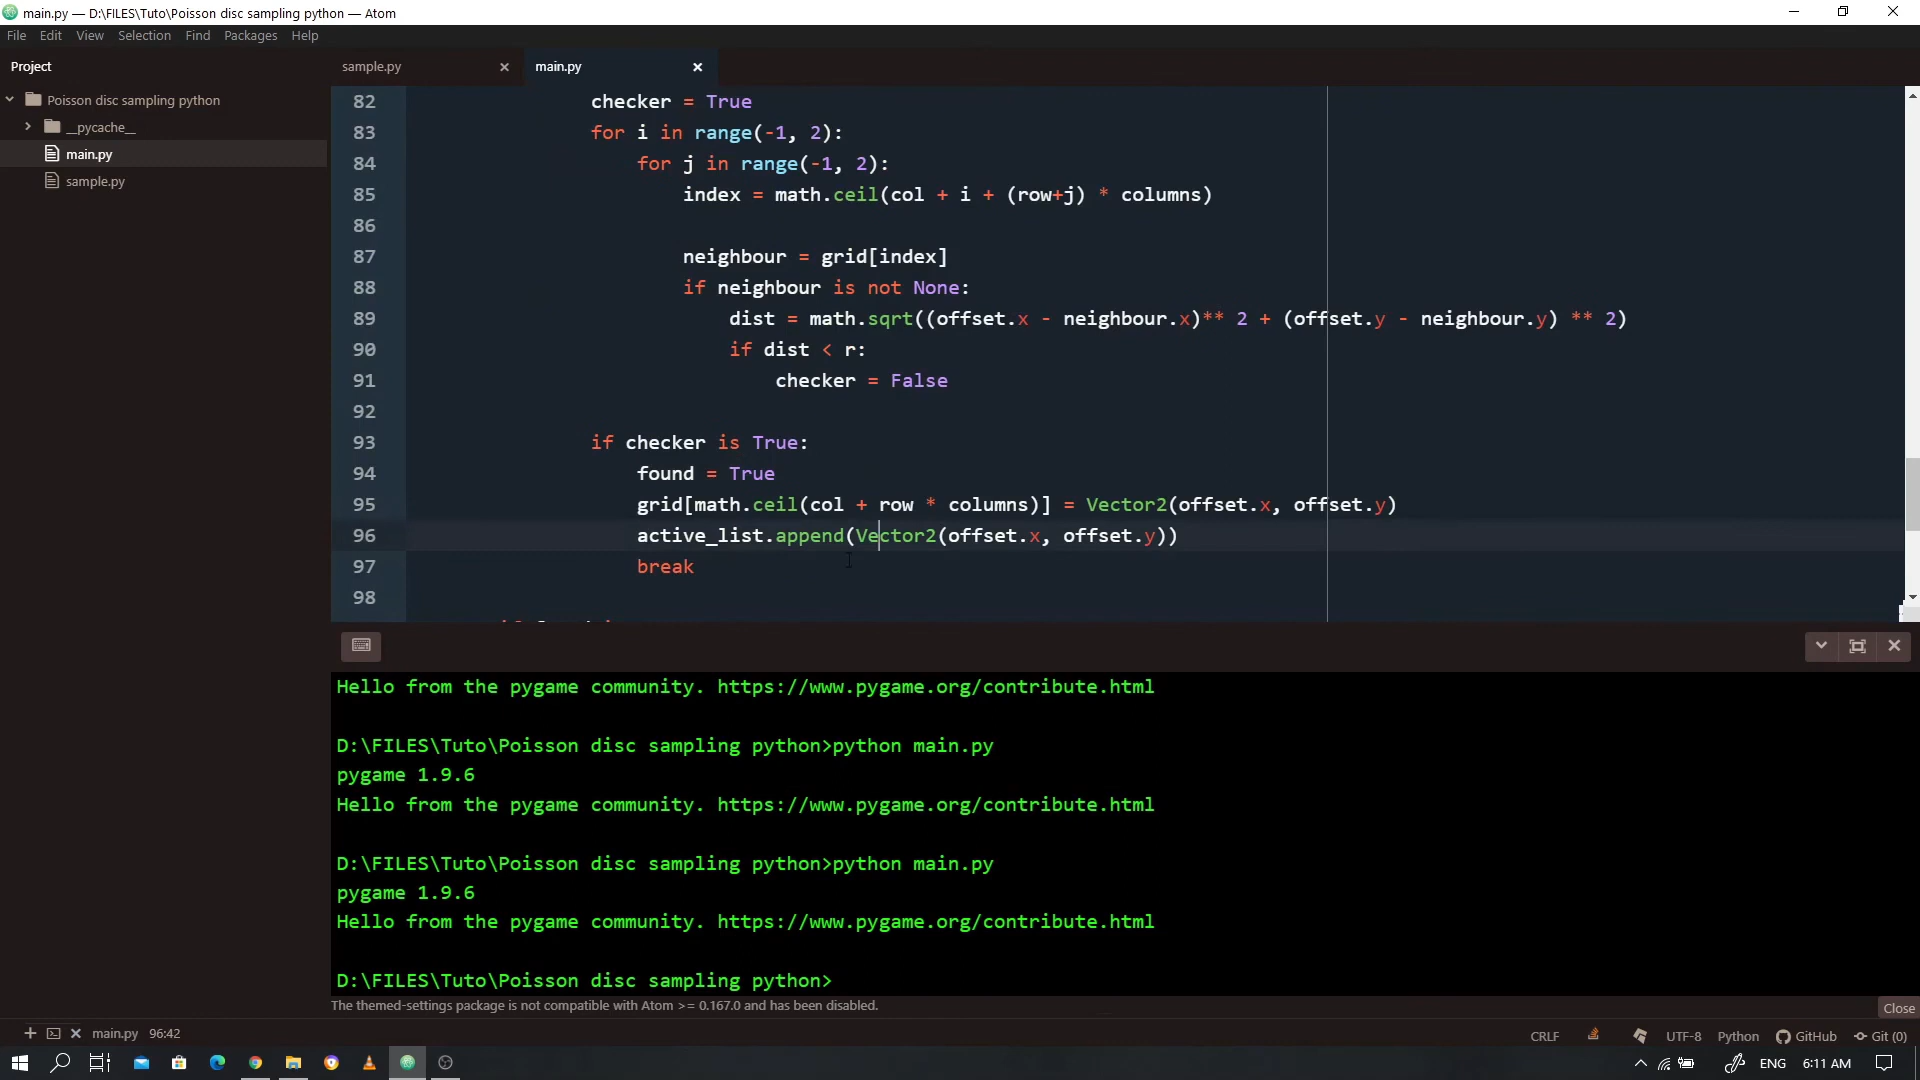 main.py — D:\FILES\Tuto\Poisson disc sampling python — Atom
File Edit View Selection Find Packages Help
Project
sample.py
main.py
Poisson disc sampling python
__pycache__
main.py
sample.py
82 checker = True
83 for i in range(-1, 2):
84 for j in range(-1, 2):
85 index = math.ceil(col + i + (row+j) * columns)
86
87 neighbour = grid[index]
88 if neighbour is not None:
89 dist = math.sqrt((offset.x - neighbour.x)** 2 + (offset.y - neighbour.y) ** 2)
90 if dist < r:
91 checker = False
92
93 if checker is True:
94 found = True
95 grid[math.ceil(col + row * columns)] = Vector2(offset.x, offset.y)
96 active_list.append(Vector2(offset.x, offset.y))
97 break
98
Hello from the pygame community. https://www.pygame.org/contribute.html
D:\FILES\Tuto\Poisson disc sampling python>python main.py
pygame 1.9.6
Hello from the pygame community. https://www.pygame.org/contribute.html
D:\FILES\Tuto\Poisson disc sampling python>python main.py
pygame 1.9.6
Hello from the pygame community. https://www.pygame.org/contribute.html
D:\FILES\Tuto\Poisson disc sampling python>
The themed-settings package is not compatible with Atom >= 0.167.0 and has been disabled.
Close
main.py 96:42
CRLF UTF-8 Python GitHub Git (0)
ENG 6:11 AM